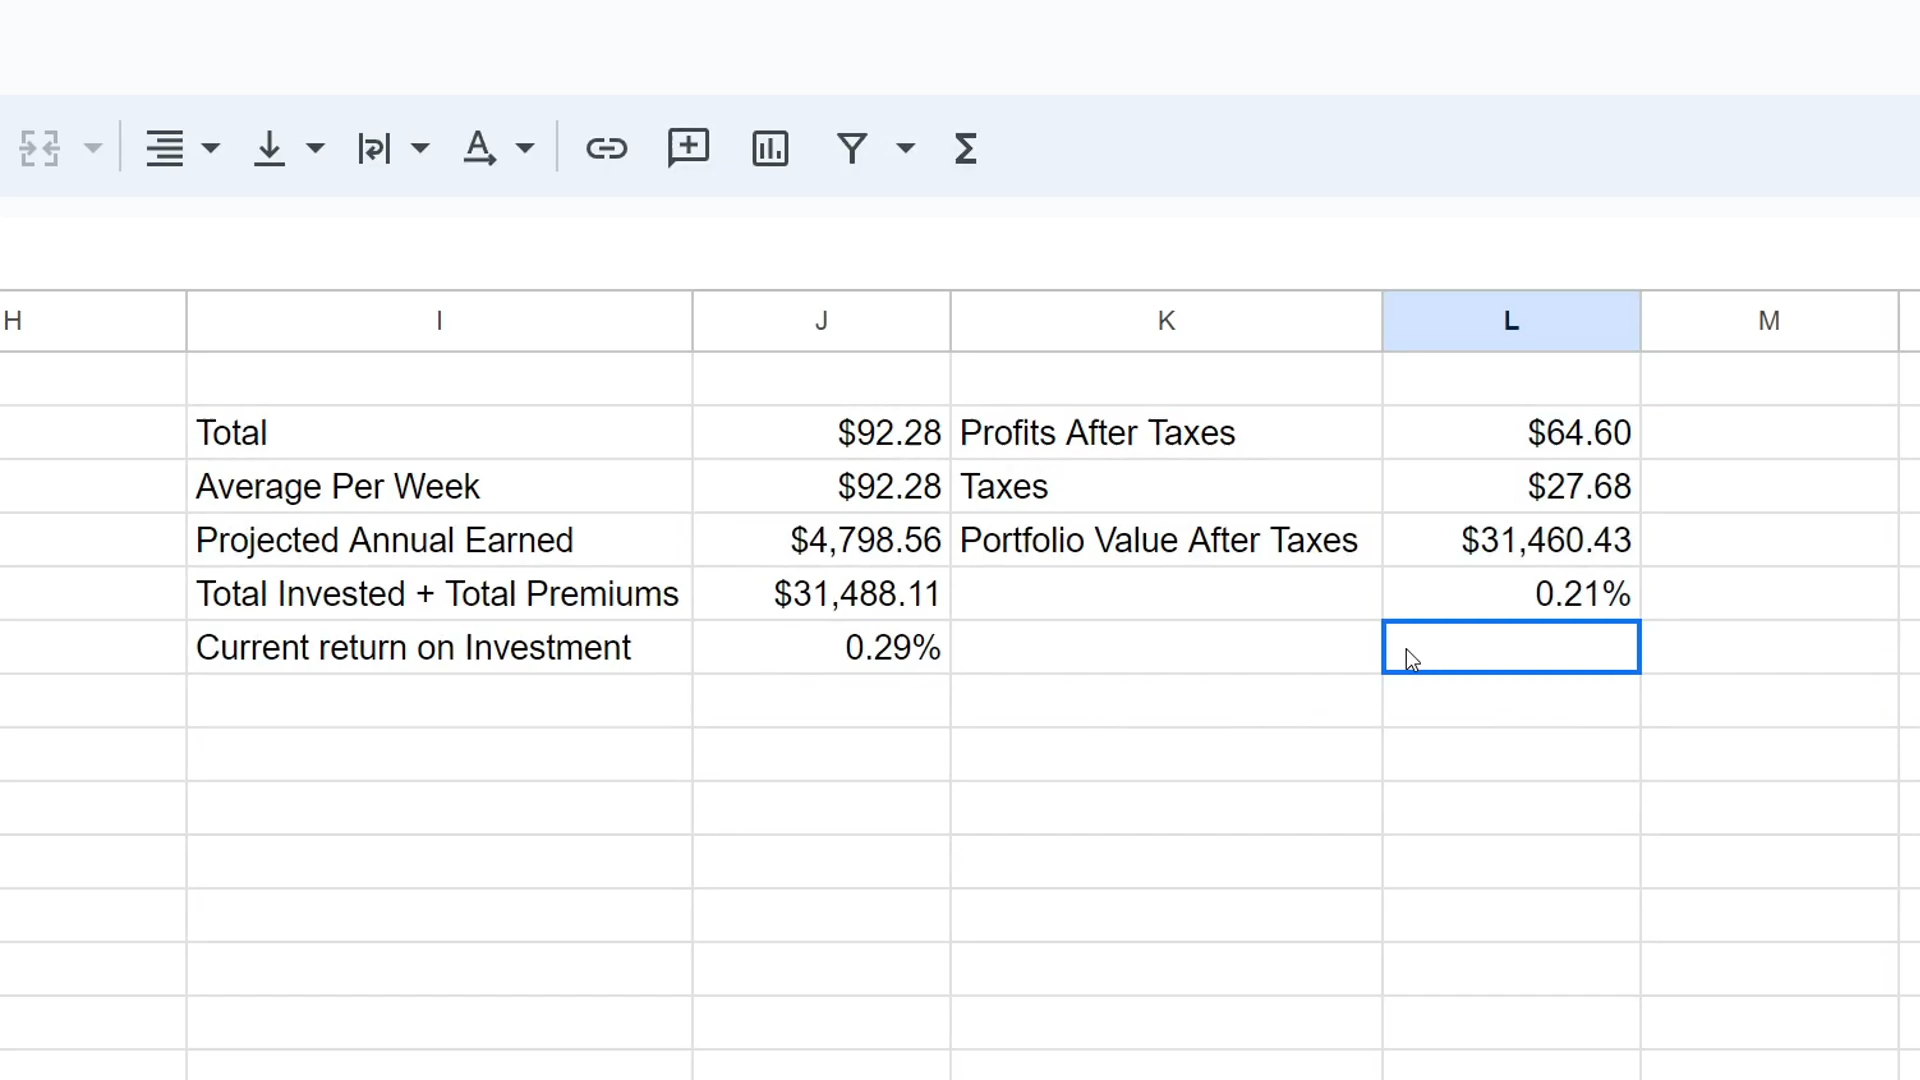 H I J K L M
Total $92.28 Profits After Taxes $64.60
Average Per Week $92.28 Taxes $27.68
Projected Annual Earned $4,798.56 Portfolio Value After Taxes $31,460.43
Total Invested + Total Premiums $31,488.11 0.21%
Current return on Investment 0.29%